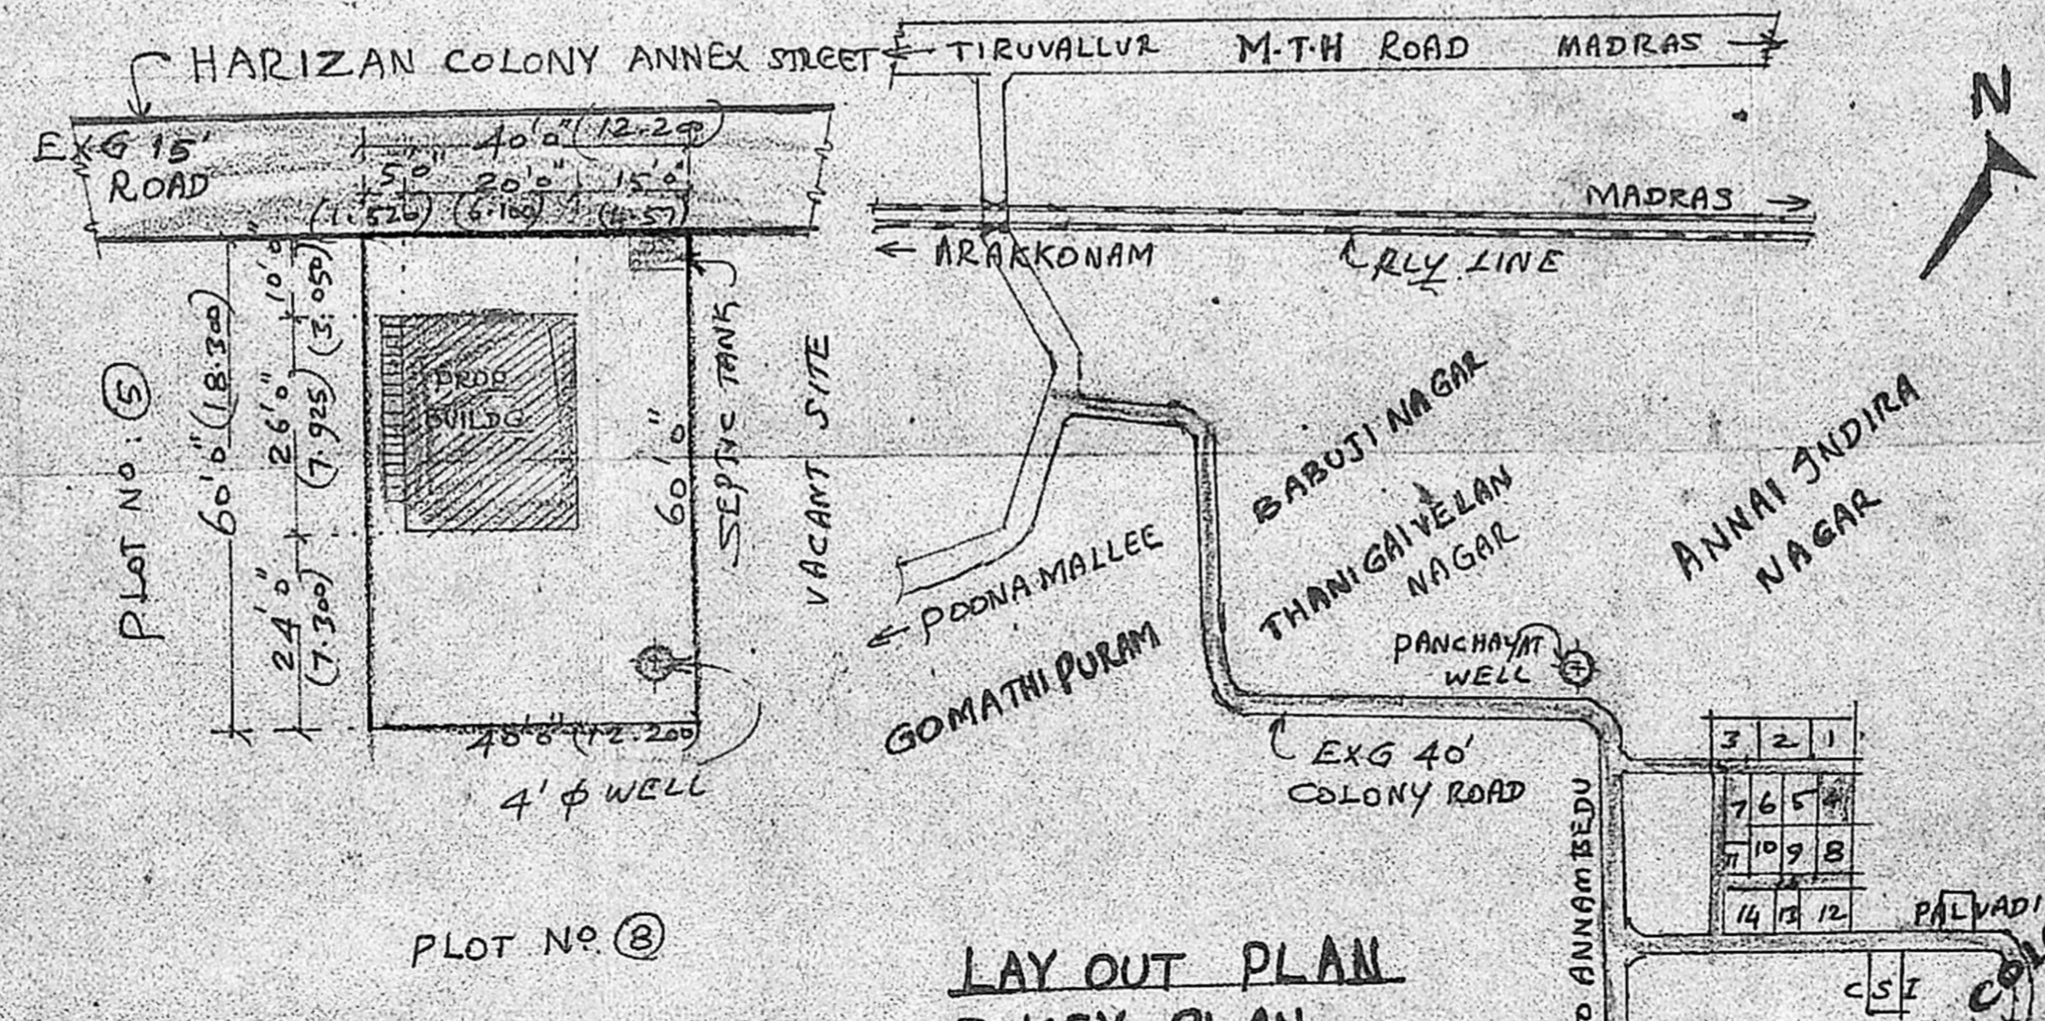 HARIZAN COLONY ANNEX STREET
EXG 15'
ROAD
40'0" (12.200)
5'0" 20'0" 15'0"
(1.526) (6.100) (4.57)
PLOT NO: 5
60'0" (18.300)
10'0" (3.050)
26'0" (7.925)
24'0" (7.300)
PROP
BUILDG
60'0"
SEPTIC TANK
VACANT SITE
40'0" (12.200)
4' ϕ WELL
PLOT NO. 8
← TIRUVALLUR M.T.H ROAD MADRAS →
N
MADRAS →
← ARAKKONAM
RLY LINE
BABUJI NAGAR
THANIGAIVELAN
NAGAR
ANNAI INDIRA
NAGAR
← POONAMALLEE
GOMATHIPURAM
PANCHAYAT
WELL
EXG 40'
COLONY ROAD
3 2 1
7 6 5 4
11 10 9 8
14 13 12
PALVADI
ANNAMBEDU
CSI
LAY OUT PLAN
PLAN